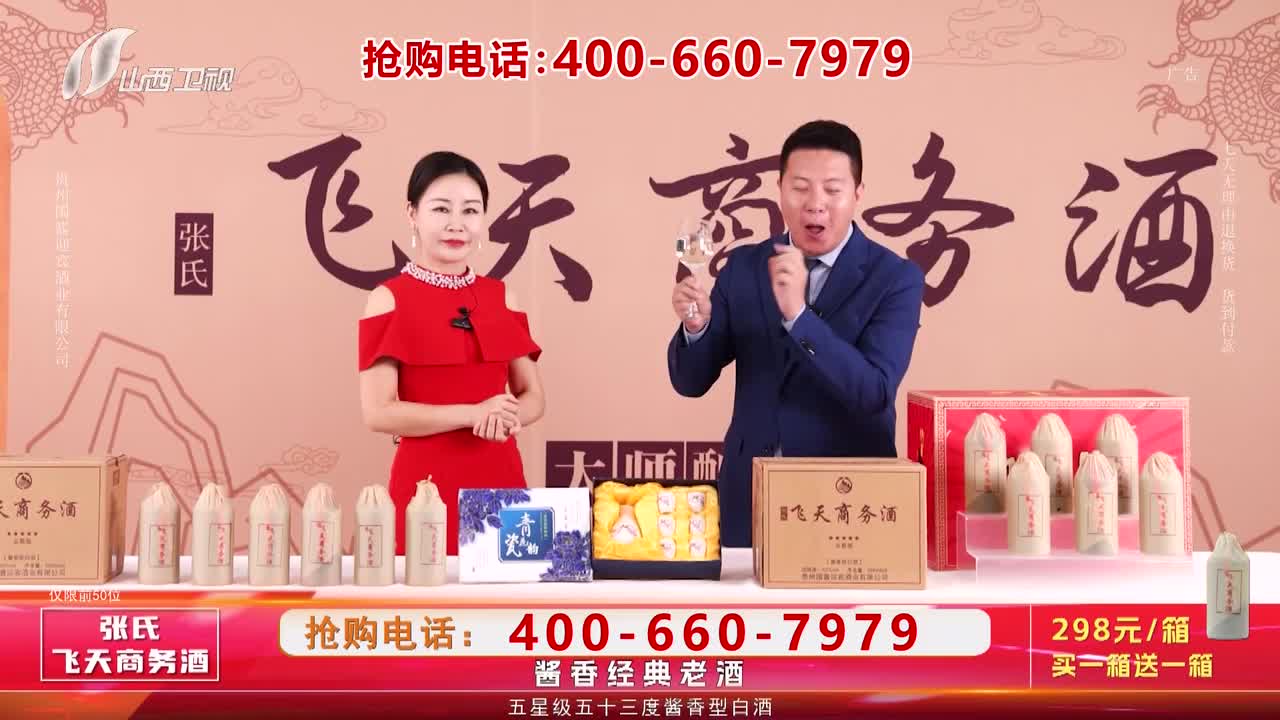 山西卫视
抢购电话:400-660-7979
广告
张氏
飞天商务酒
贵州国酱迎宾酒业有限公司
七天无理由退换货 货到付款
大师酿
飞天商务酒
★★★★★
青花瓷韵
飞天商务酒
★★★★★
仅限前50位
张氏
飞天商务酒
抢购电话: 400-660-7979
酱香经典老酒
五星级五十三度酱香型白酒
298元/箱
买一箱送一箱